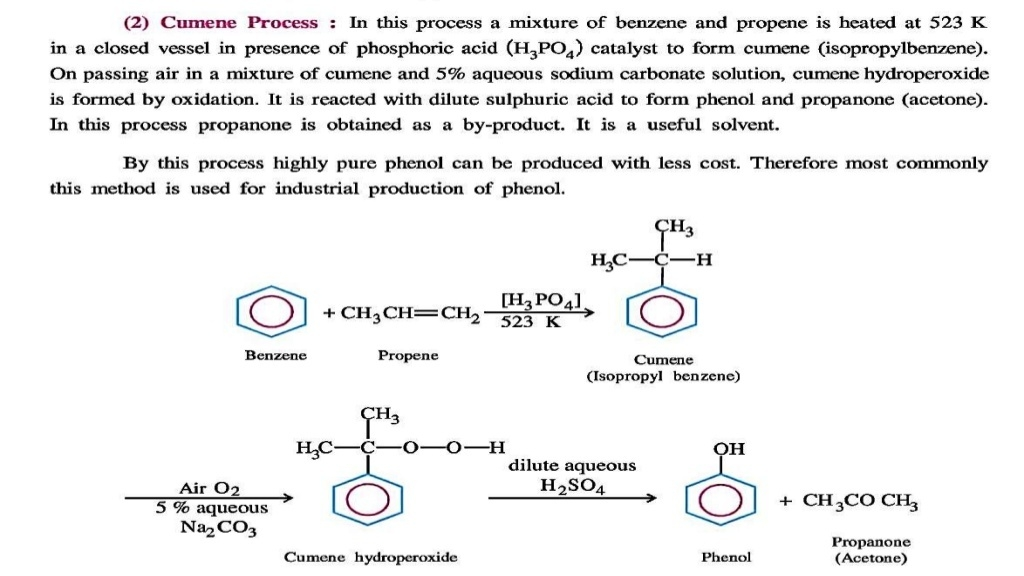 (2) Cumene Process : In this process a mixture of benzene and propene is heated at 523 K
in a closed vessel in presence of phosphoric acid (H₃PO₄) catalyst to form cumene (isopropylbenzene).
On passing air in a mixture of cumene and 5% aqueous sodium carbonate solution, cumene hydroperoxide
is formed by oxidation. It is reacted with dilute sulphuric acid to form phenol and propanone (acetone).
In this process propanone is obtained as a by-product. It is a useful solvent.
By this process highly pure phenol can be produced with less cost. Therefore most commonly
this method is used for industrial production of phenol.
CH₃
H₃C—C—H
+ CH₃CH=CH₂
[H₃PO₄]
523 K
Benzene
Propene
Cumene
(Isopropyl benzene)
CH₃
H₃C—C—O—O—H
Air O₂
5 % aqueous
Na₂CO₃
Cumene hydroperoxide
dilute aqueous
H₂SO₄
OH
Phenol
+ CH₃CO CH₃
Propanone
(Acetone)